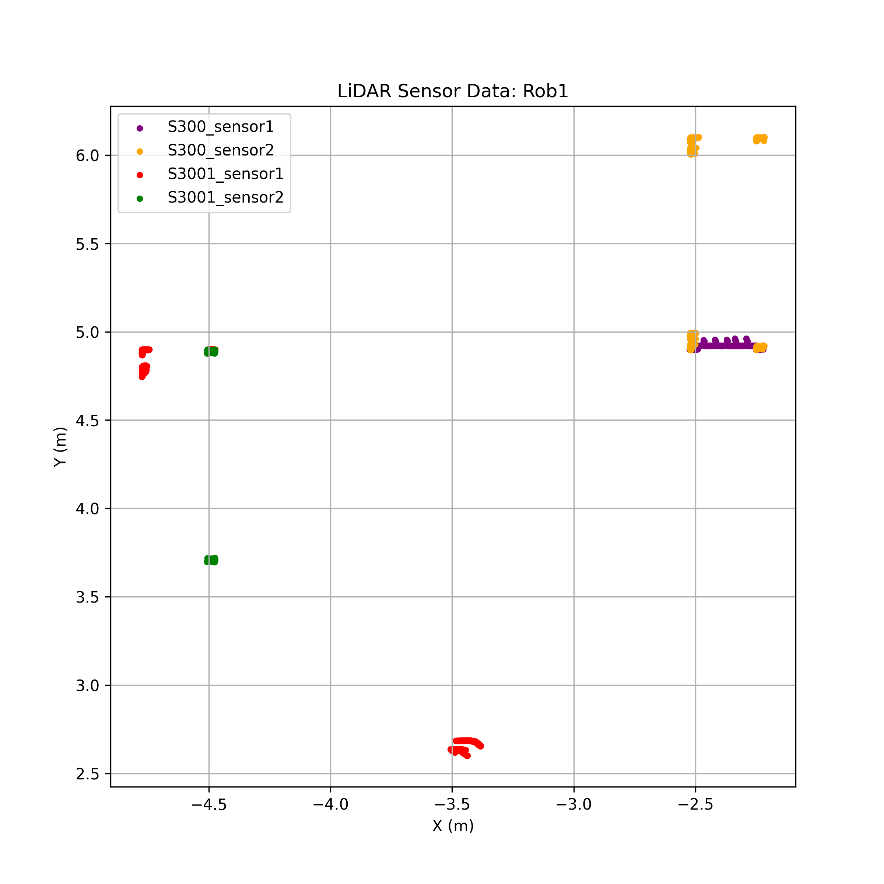 LiDAR Sensor Data: Rob1
S300_sensor1
S300_sensor2
S3001_sensor1
S3001_sensor2
6.0
5.5
5.0
4.5
4.0
3.5
3.0
2.5
Y (m)
−4.5 −4.0 −3.5 −3.0 −2.5
X (m)